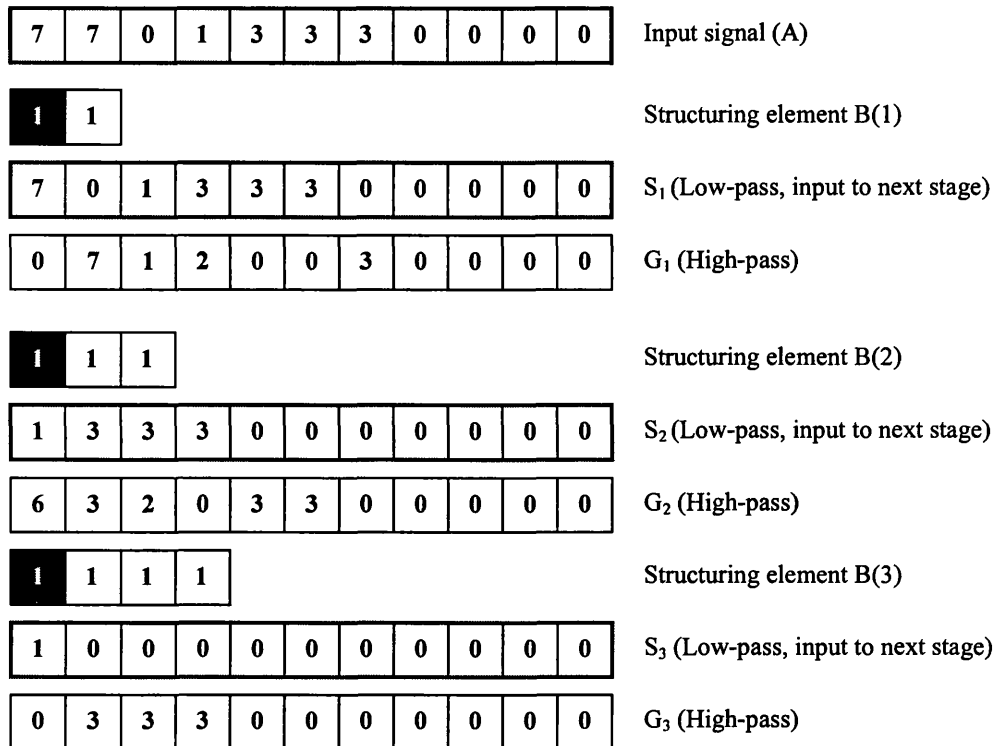 7 7 0 1 3 3 3 0 0 0 0 Input signal (A)
1 1 Structuring element B(1)
7 0 1 3 3 3 0 0 0 0 0 S₁ (Low-pass, input to next stage)
0 7 1 2 0 0 3 0 0 0 0 G₁ (High-pass)
1 1 1 Structuring element B(2)
1 3 3 3 0 0 0 0 0 0 0 S₂ (Low-pass, input to next stage)
6 3 2 0 3 3 0 0 0 0 0 G₂ (High-pass)
1 1 1 1 Structuring element B(3)
1 0 0 0 0 0 0 0 0 0 0 S₃ (Low-pass, input to next stage)
0 3 3 3 0 0 0 0 0 0 0 G₃ (High-pass)